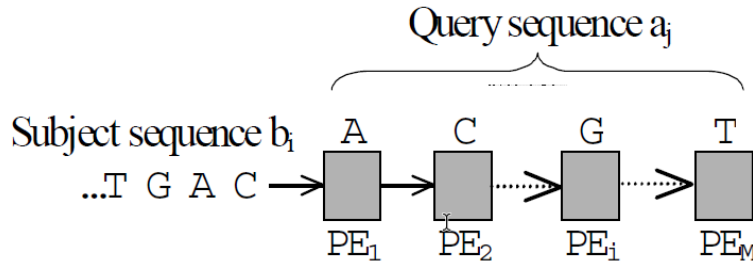 Query sequence aj
A C G T
Subject sequence bi
...T G A C
PE1 PE2 PEi PEM